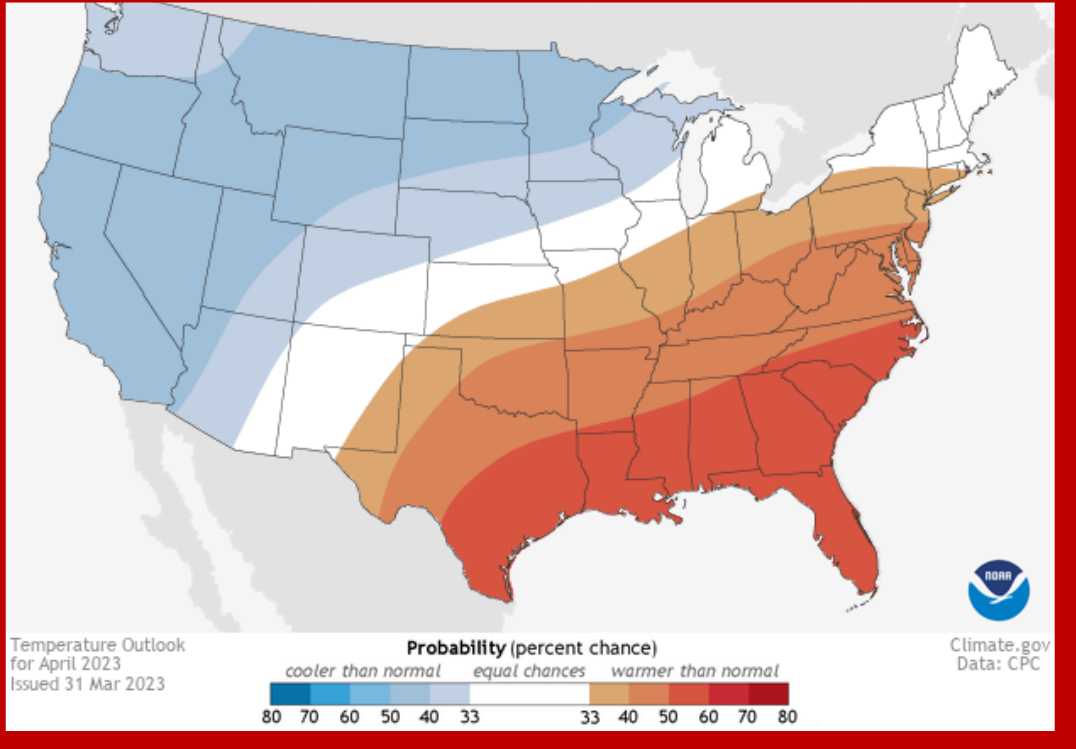 NOAA
Temperature Outlook
for April 2023
Issued 31 Mar 2023
Probability (percent chance)
cooler than normal equal chances warmer than normal
80 70 60 50 40 33 33 40 50 60 70 80
Climate.gov
Data: CPC